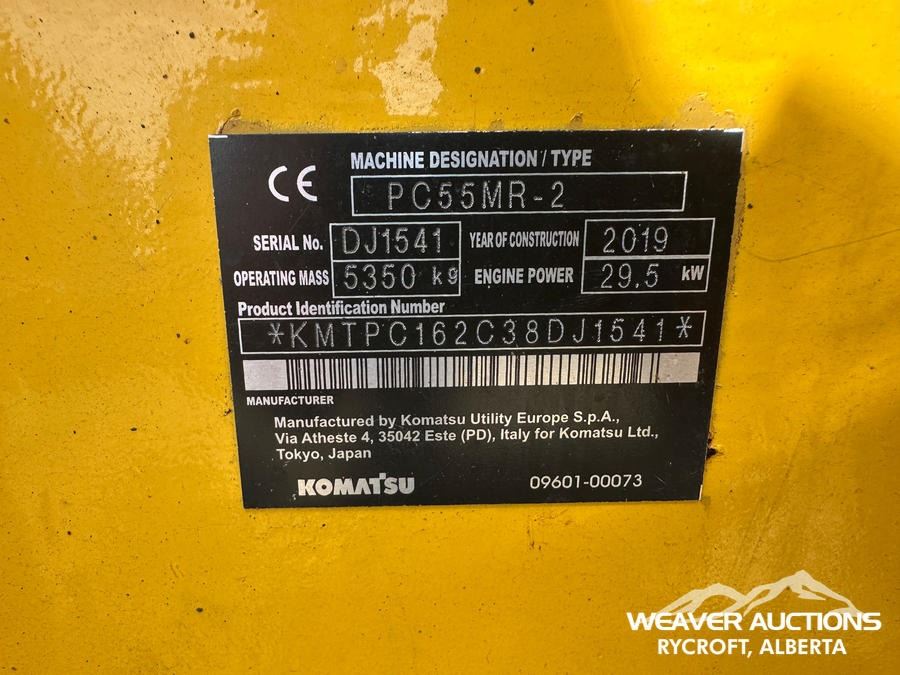 CE
MACHINE DESIGNATION / TYPE
PC55MR-2
SERIAL No. DJ1541 YEAR OF CONSTRUCTION 2019
OPERATING MASS 5350 kg ENGINE POWER 29.5 kW
Product Identification Number
*KMTPC162C38DJ1541*
MANUFACTURER
Manufactured by Komatsu Utility Europe S.p.A.,
Via Atheste 4, 35042 Este (PD), Italy for Komatsu Ltd.,
Tokyo, Japan
KOMATSU 09601-00073
WEAVER AUCTIONS
RYCROFT, ALBERTA